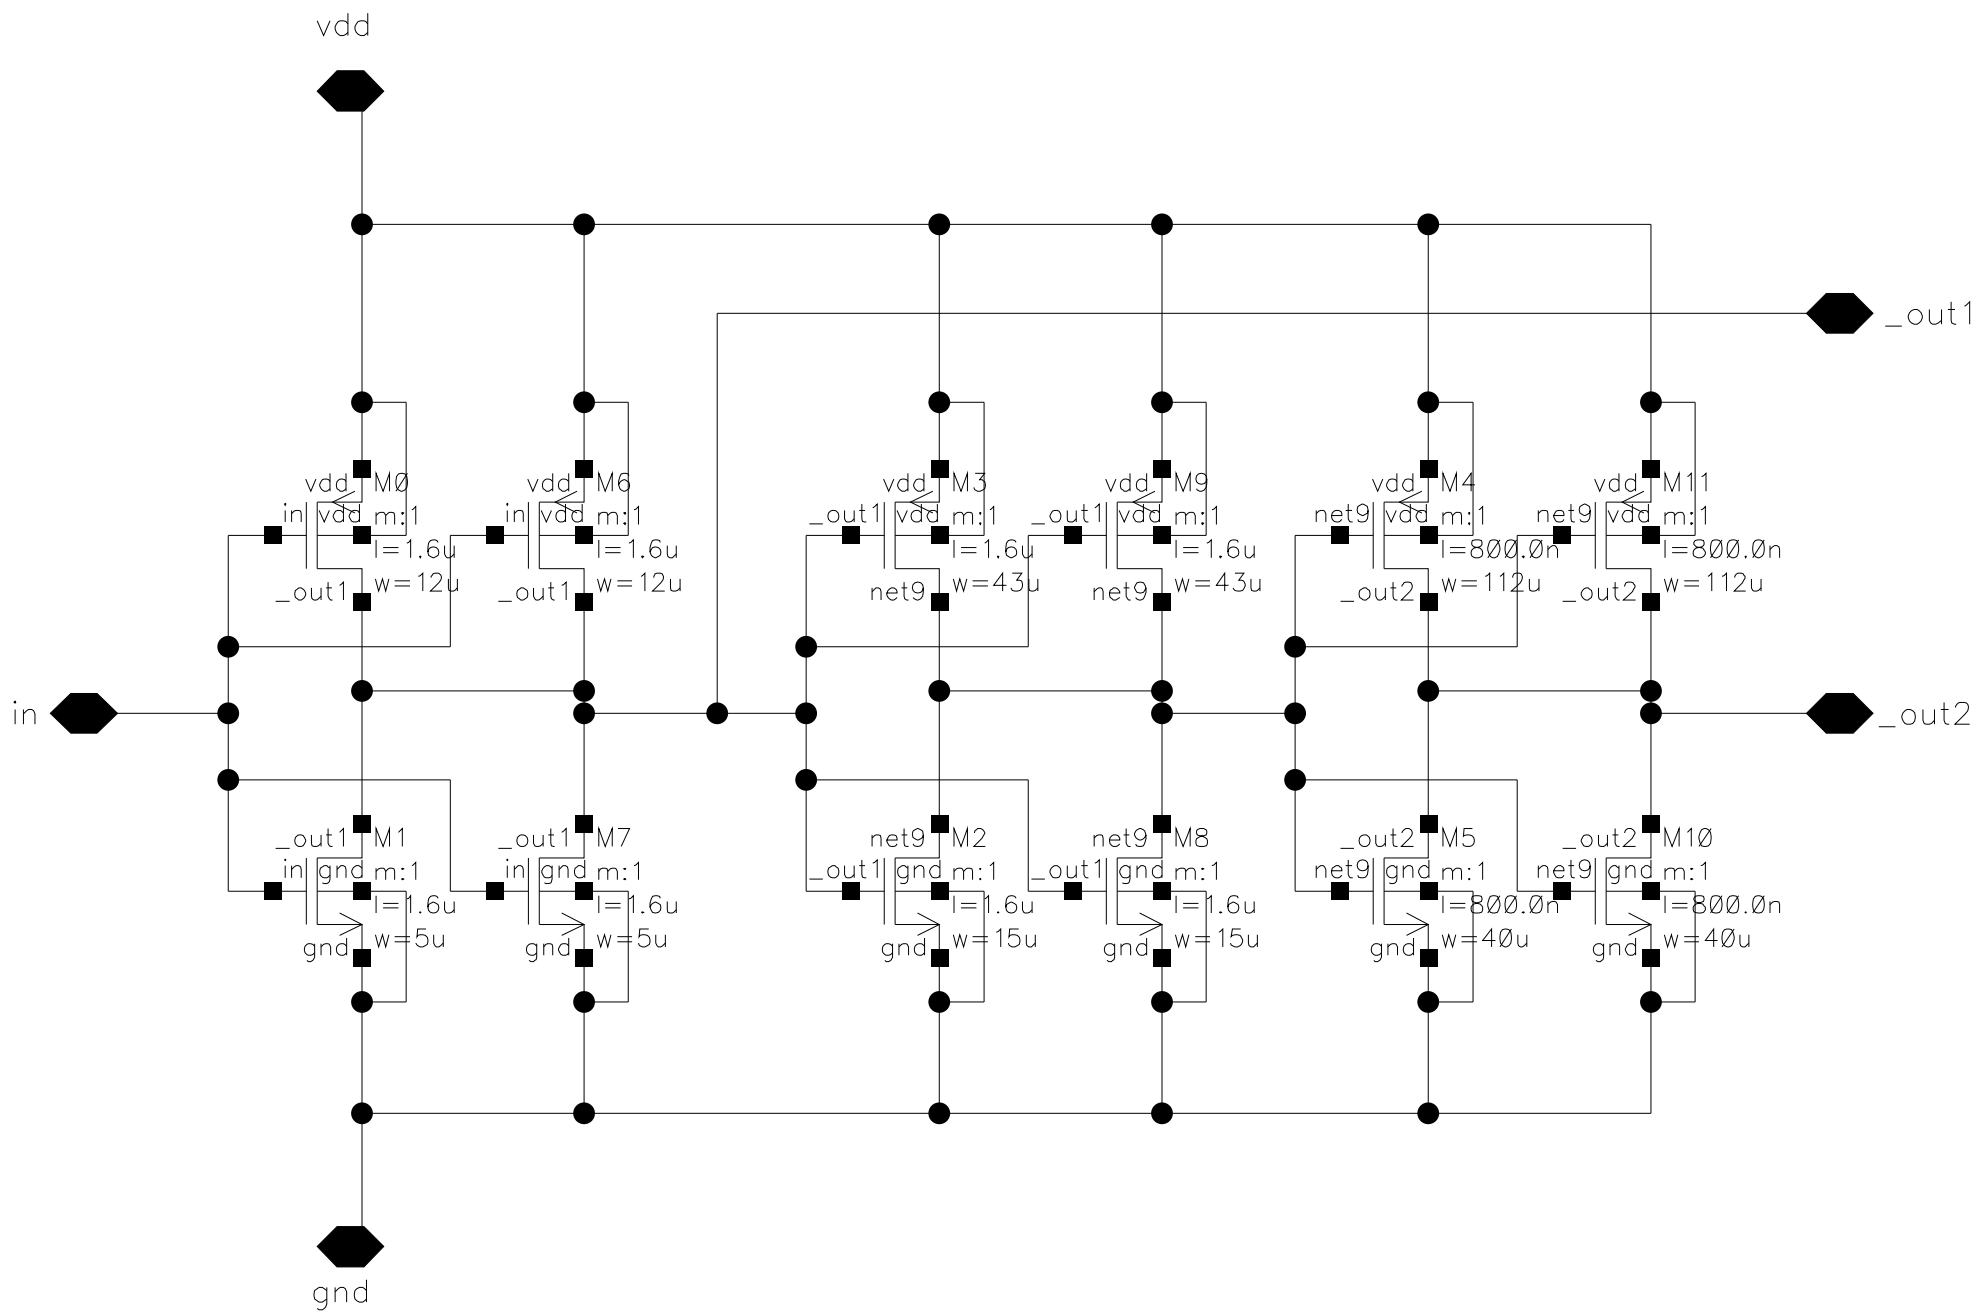 vdd
_out1
vdd M0
in vdd m:1
l=1.6u
_out1 w=12u
vdd M6
in vdd m:1
l=1.6u
_out1 w=12u
vdd M3
_out1 vdd m:1
l=1.6u
net9 w=43u
vdd M9
_out1 vdd m:1
l=1.6u
net9 w=43u
vdd M4
net9 vdd m:1
l=800.0n
_out2 w=112u
vdd M11
net9 vdd m:1
l=800.0n
_out2 w=112u
in
_out2
_out1 M1
in gnd m:1
l=1.6u
gnd w=5u
_out1 M7
in gnd m:1
l=1.6u
gnd w=5u
net9 M2
_out1 gnd m:1
l=1.6u
gnd w=15u
net9 M8
_out1 gnd m:1
l=1.6u
gnd w=15u
_out2 M5
net9 gnd m:1
l=800.0n
gnd w=40u
_out2 M10
net9 gnd m:1
l=800.0n
gnd w=40u
gnd